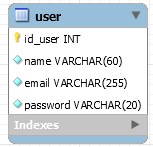 user
id_user INT
name VARCHAR(60)
email VARCHAR(255)
password VARCHAR(20)
Indexes